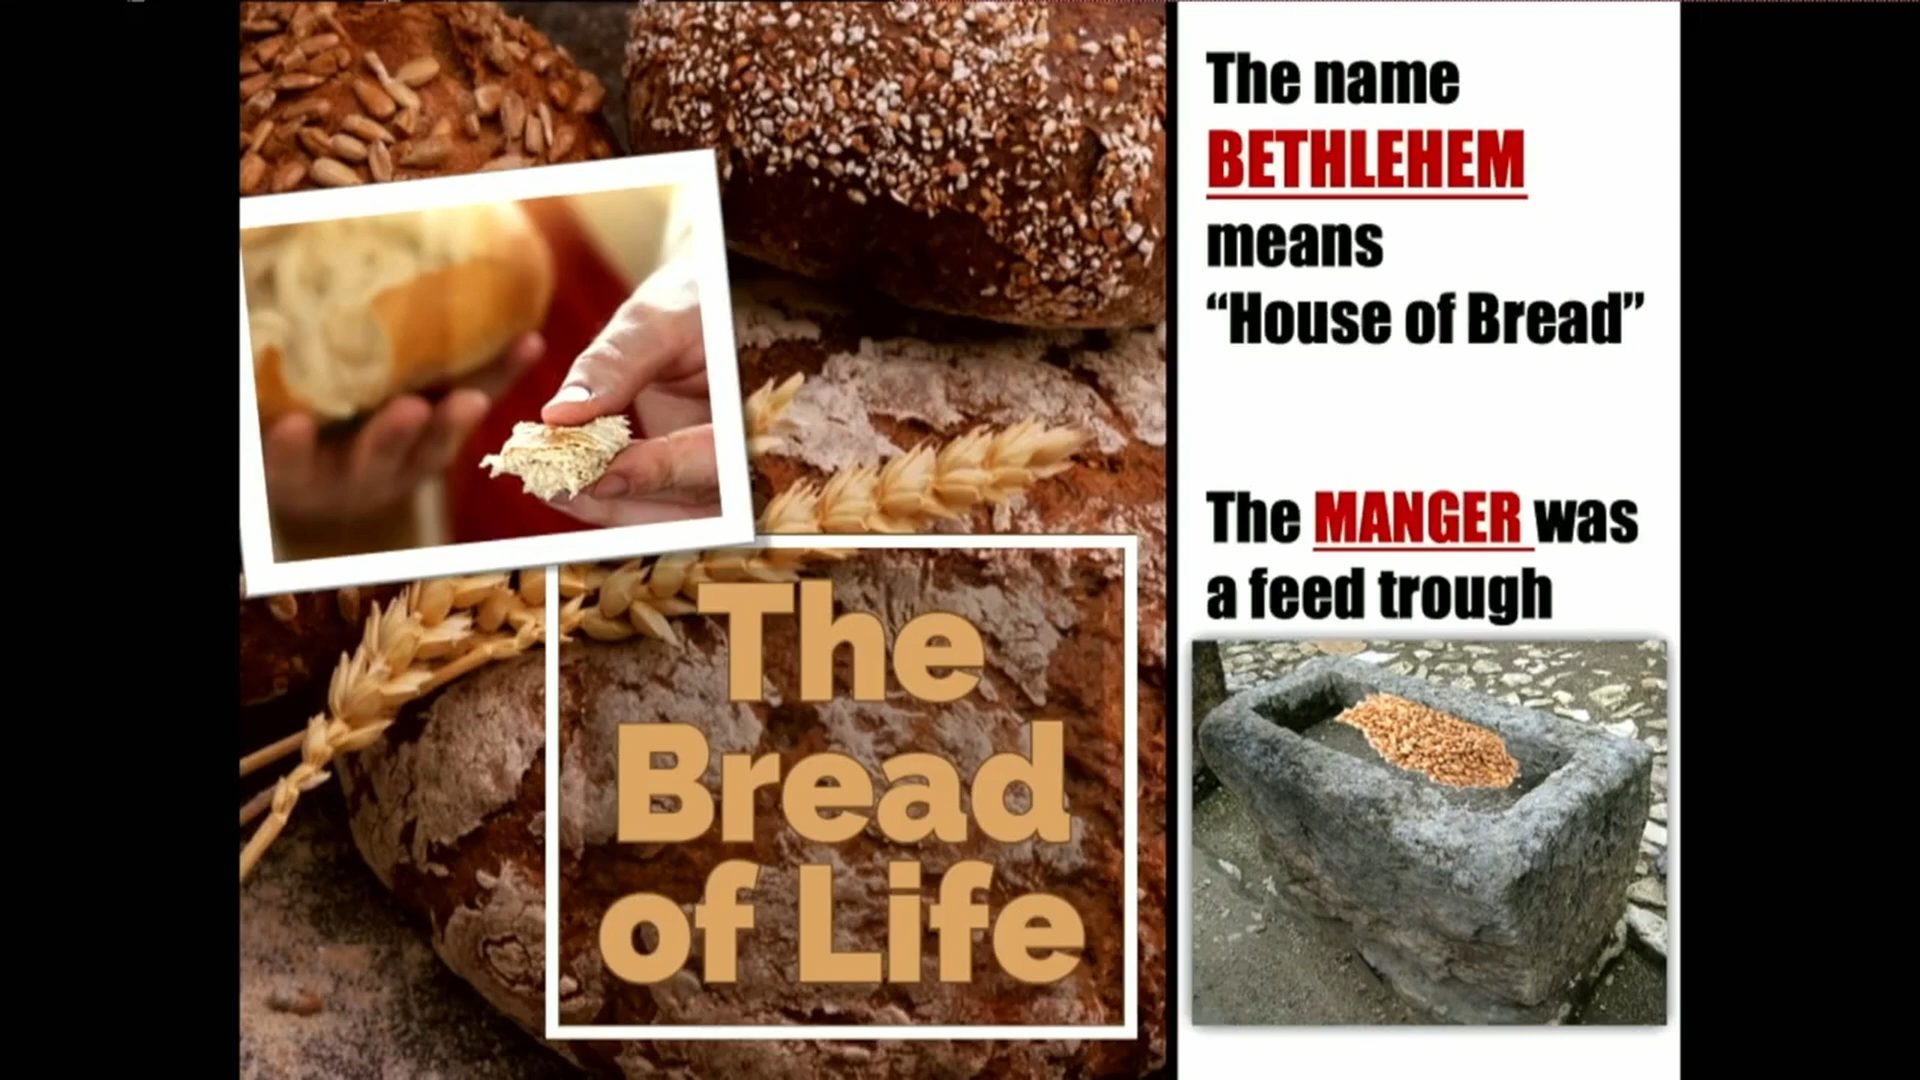 The
Bread
of Life
The name
BETHLEHEM
means
“House of Bread”
The MANGER was
a feed trough